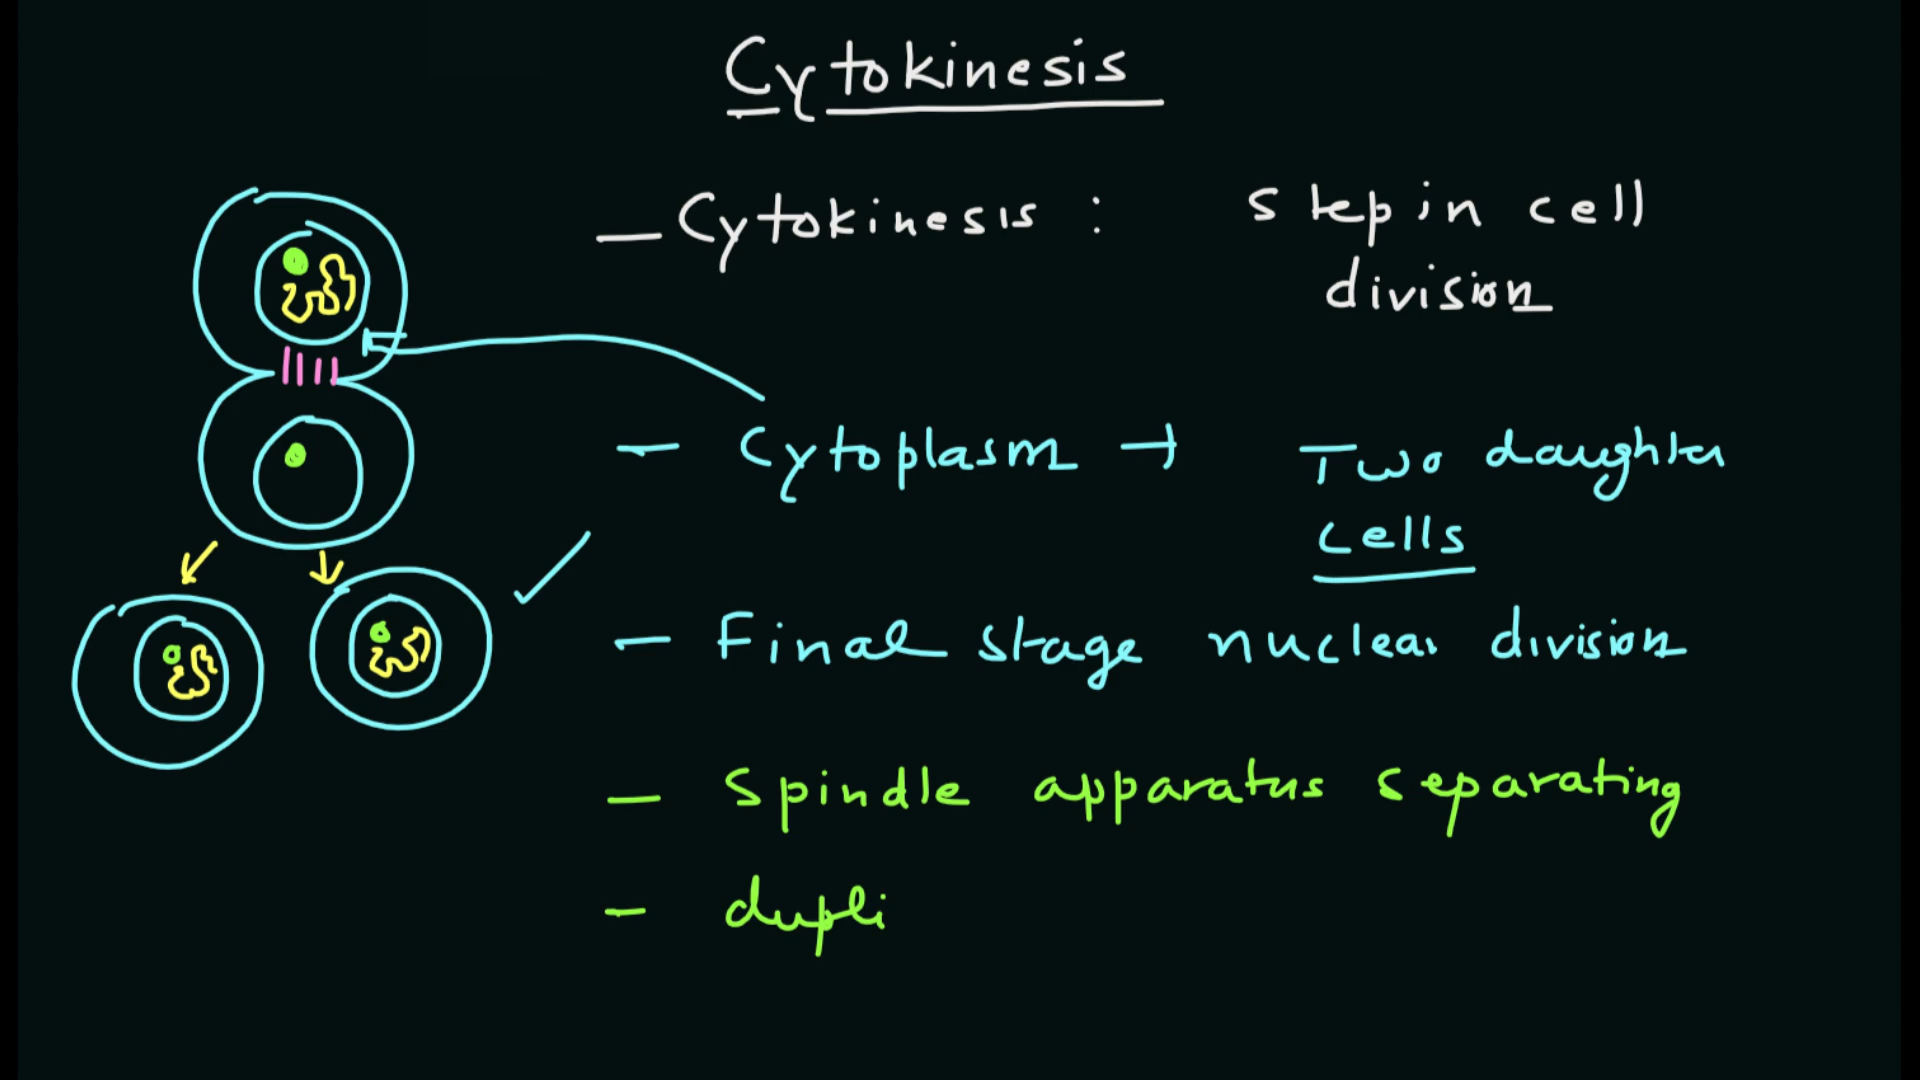 Cytokinesis
– Cytokinesis : step in cell
division
– Cytoplasm → Two daughter
cells
– Final stage nuclear division
– Spindle apparatus separating
– dupli